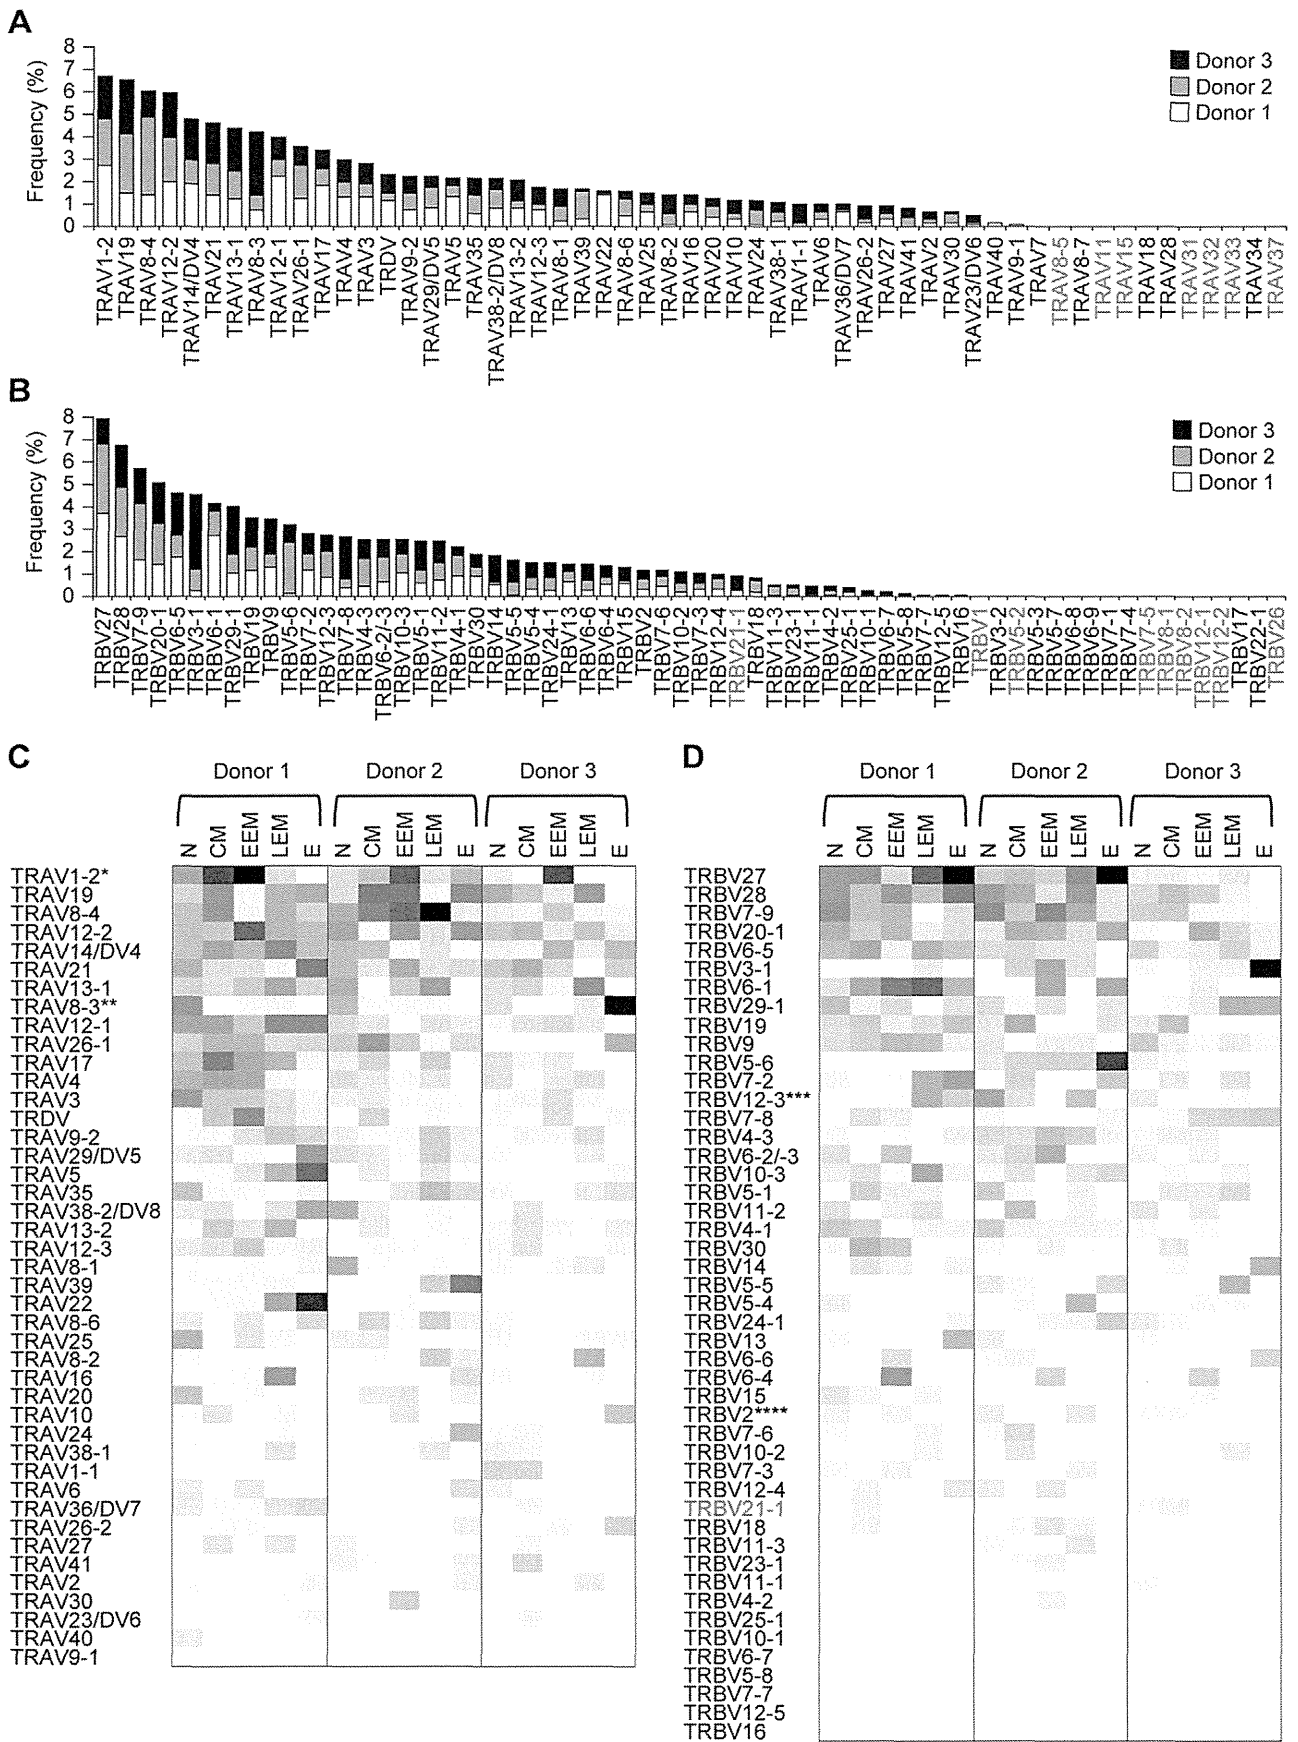 A
Frequency (%)
8
7
6
5
4
3
2
1
0
Donor 3
Donor 2
Donor 1
TRAV1-2
TRAV19
TRAV8-4
TRAV12-2
TRAV14/DV4
TRAV21
TRAV13-1
TRAV8-3
TRAV12-1
TRAV26-1
TRAV17
TRAV4
TRAV3
TRDV
TRAV9-2
TRAV29/DV5
TRAV5
TRAV35
TRAV38-2/DV8
TRAV13-2
TRAV12-3
TRAV8-1
TRAV39
TRAV22
TRAV8-6
TRAV25
TRAV8-2
TRAV16
TRAV20
TRAV10
TRAV24
TRAV38-1
TRAV1-1
TRAV6
TRAV36/DV7
TRAV26-2
TRAV27
TRAV41
TRAV2
TRAV30
TRAV23/DV6
TRAV40
TRAV9-1
TRAV7
TRAV8-5
TRAV8-7
TRAV11
TRAV15
TRAV18
TRAV28
TRAV31
TRAV32
TRAV33
TRAV34
TRAV37
B
Frequency (%)
8
7
6
5
4
3
2
1
0
Donor 3
Donor 2
Donor 1
TRBV27
TRBV28
TRBV7-9
TRBV20-1
TRBV6-5
TRBV3-1
TRBV6-1
TRBV29-1
TRBV19
TRBV9
TRBV5-6
TRBV7-2
TRBV12-3
TRBV7-8
TRBV4-3
TRBV6-2/-3
TRBV10-3
TRBV5-1
TRBV11-2
TRBV4-1
TRBV30
TRBV14
TRBV5-5
TRBV5-4
TRBV24-1
TRBV13
TRBV6-6
TRBV6-4
TRBV15
TRBV2
TRBV7-6
TRBV10-2
TRBV7-3
TRBV12-4
TRBV21-1
TRBV18
TRBV11-3
TRBV23-1
TRBV11-1
TRBV4-2
TRBV25-1
TRBV10-1
TRBV6-7
TRBV5-8
TRBV7-7
TRBV12-5
TRBV16
TRBV1
TRBV3-2
TRBV5-2
TRBV5-3
TRBV5-7
TRBV6-8
TRBV6-9
TRBV7-1
TRBV7-4
TRBV7-5
TRBV8-1
TRBV8-2
TRBV12-1
TRBV12-2
TRBV17
TRBV22-1
TRBV26
C
Donor 1 Donor 2 Donor 3
N CM EEM LEM E N CM EEM LEM E N CM EEM LEM E
TRAV1-2*
TRAV19
TRAV8-4
TRAV12-2
TRAV14/DV4
TRAV21
TRAV13-1
TRAV8-3**
TRAV12-1
TRAV26-1
TRAV17
TRAV4
TRAV3
TRDV
TRAV9-2
TRAV29/DV5
TRAV5
TRAV35
TRAV38-2/DV8
TRAV13-2
TRAV12-3
TRAV8-1
TRAV39
TRAV22
TRAV8-6
TRAV25
TRAV8-2
TRAV16
TRAV20
TRAV10
TRAV24
TRAV38-1
TRAV1-1
TRAV6
TRAV36/DV7
TRAV26-2
TRAV27
TRAV41
TRAV2
TRAV30
TRAV23/DV6
TRAV40
TRAV9-1
D
Donor 1 Donor 2 Donor 3
N CM EEM LEM E N CM EEM LEM E N CM EEM LEM E
TRBV27
TRBV28
TRBV7-9
TRBV20-1
TRBV6-5
TRBV3-1
TRBV6-1
TRBV29-1
TRBV19
TRBV9
TRBV5-6
TRBV7-2
TRBV12-3***
TRBV7-8
TRBV4-3
TRBV6-2/-3
TRBV10-3
TRBV5-1
TRBV11-2
TRBV4-1
TRBV30
TRBV14
TRBV5-5
TRBV5-4
TRBV24-1
TRBV13
TRBV6-6
TRBV6-4
TRBV15
TRBV2****
TRBV7-6
TRBV10-2
TRBV7-3
TRBV12-4
TRBV21-1
TRBV18
TRBV11-3
TRBV23-1
TRBV11-1
TRBV4-2
TRBV25-1
TRBV10-1
TRBV6-7
TRBV5-8
TRBV7-7
TRBV12-5
TRBV16